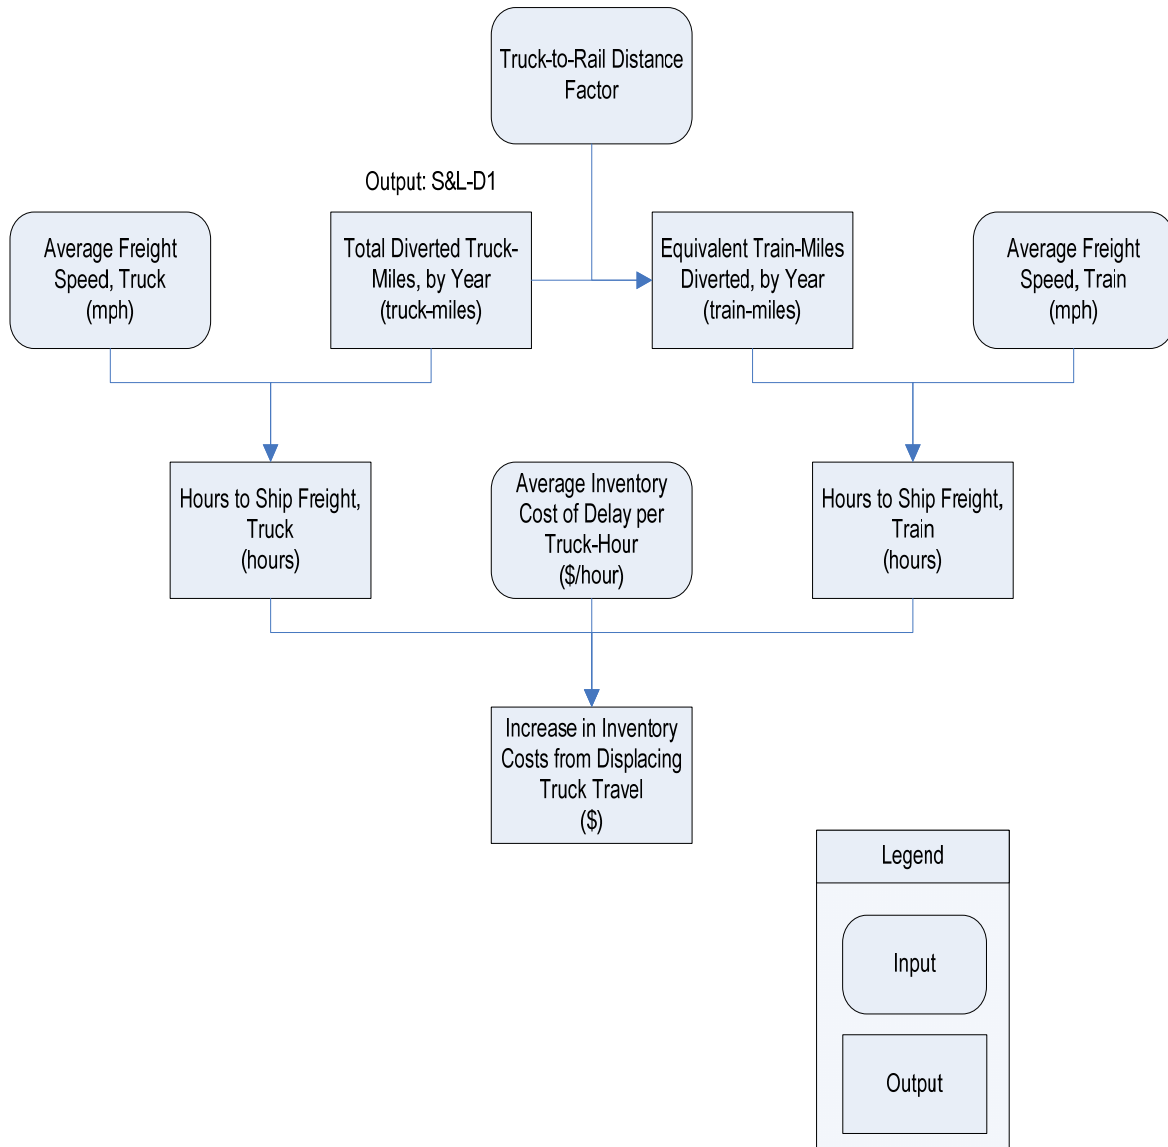 Truck-to-Rail Distance
Factor
Output: S&L-D1
Average Freight
Speed, Truck
(mph)
Total Diverted Truck-
Miles, by Year
(truck-miles)
Equivalent Train-Miles
Diverted, by Year
(train-miles)
Average Freight
Speed, Train
(mph)
Hours to Ship Freight,
Truck
(hours)
Average Inventory
Cost of Delay per
Truck-Hour
($/hour)
Hours to Ship Freight,
Train
(hours)
Increase in Inventory
Costs from Displacing
Truck Travel
($)
Legend
Input
Output